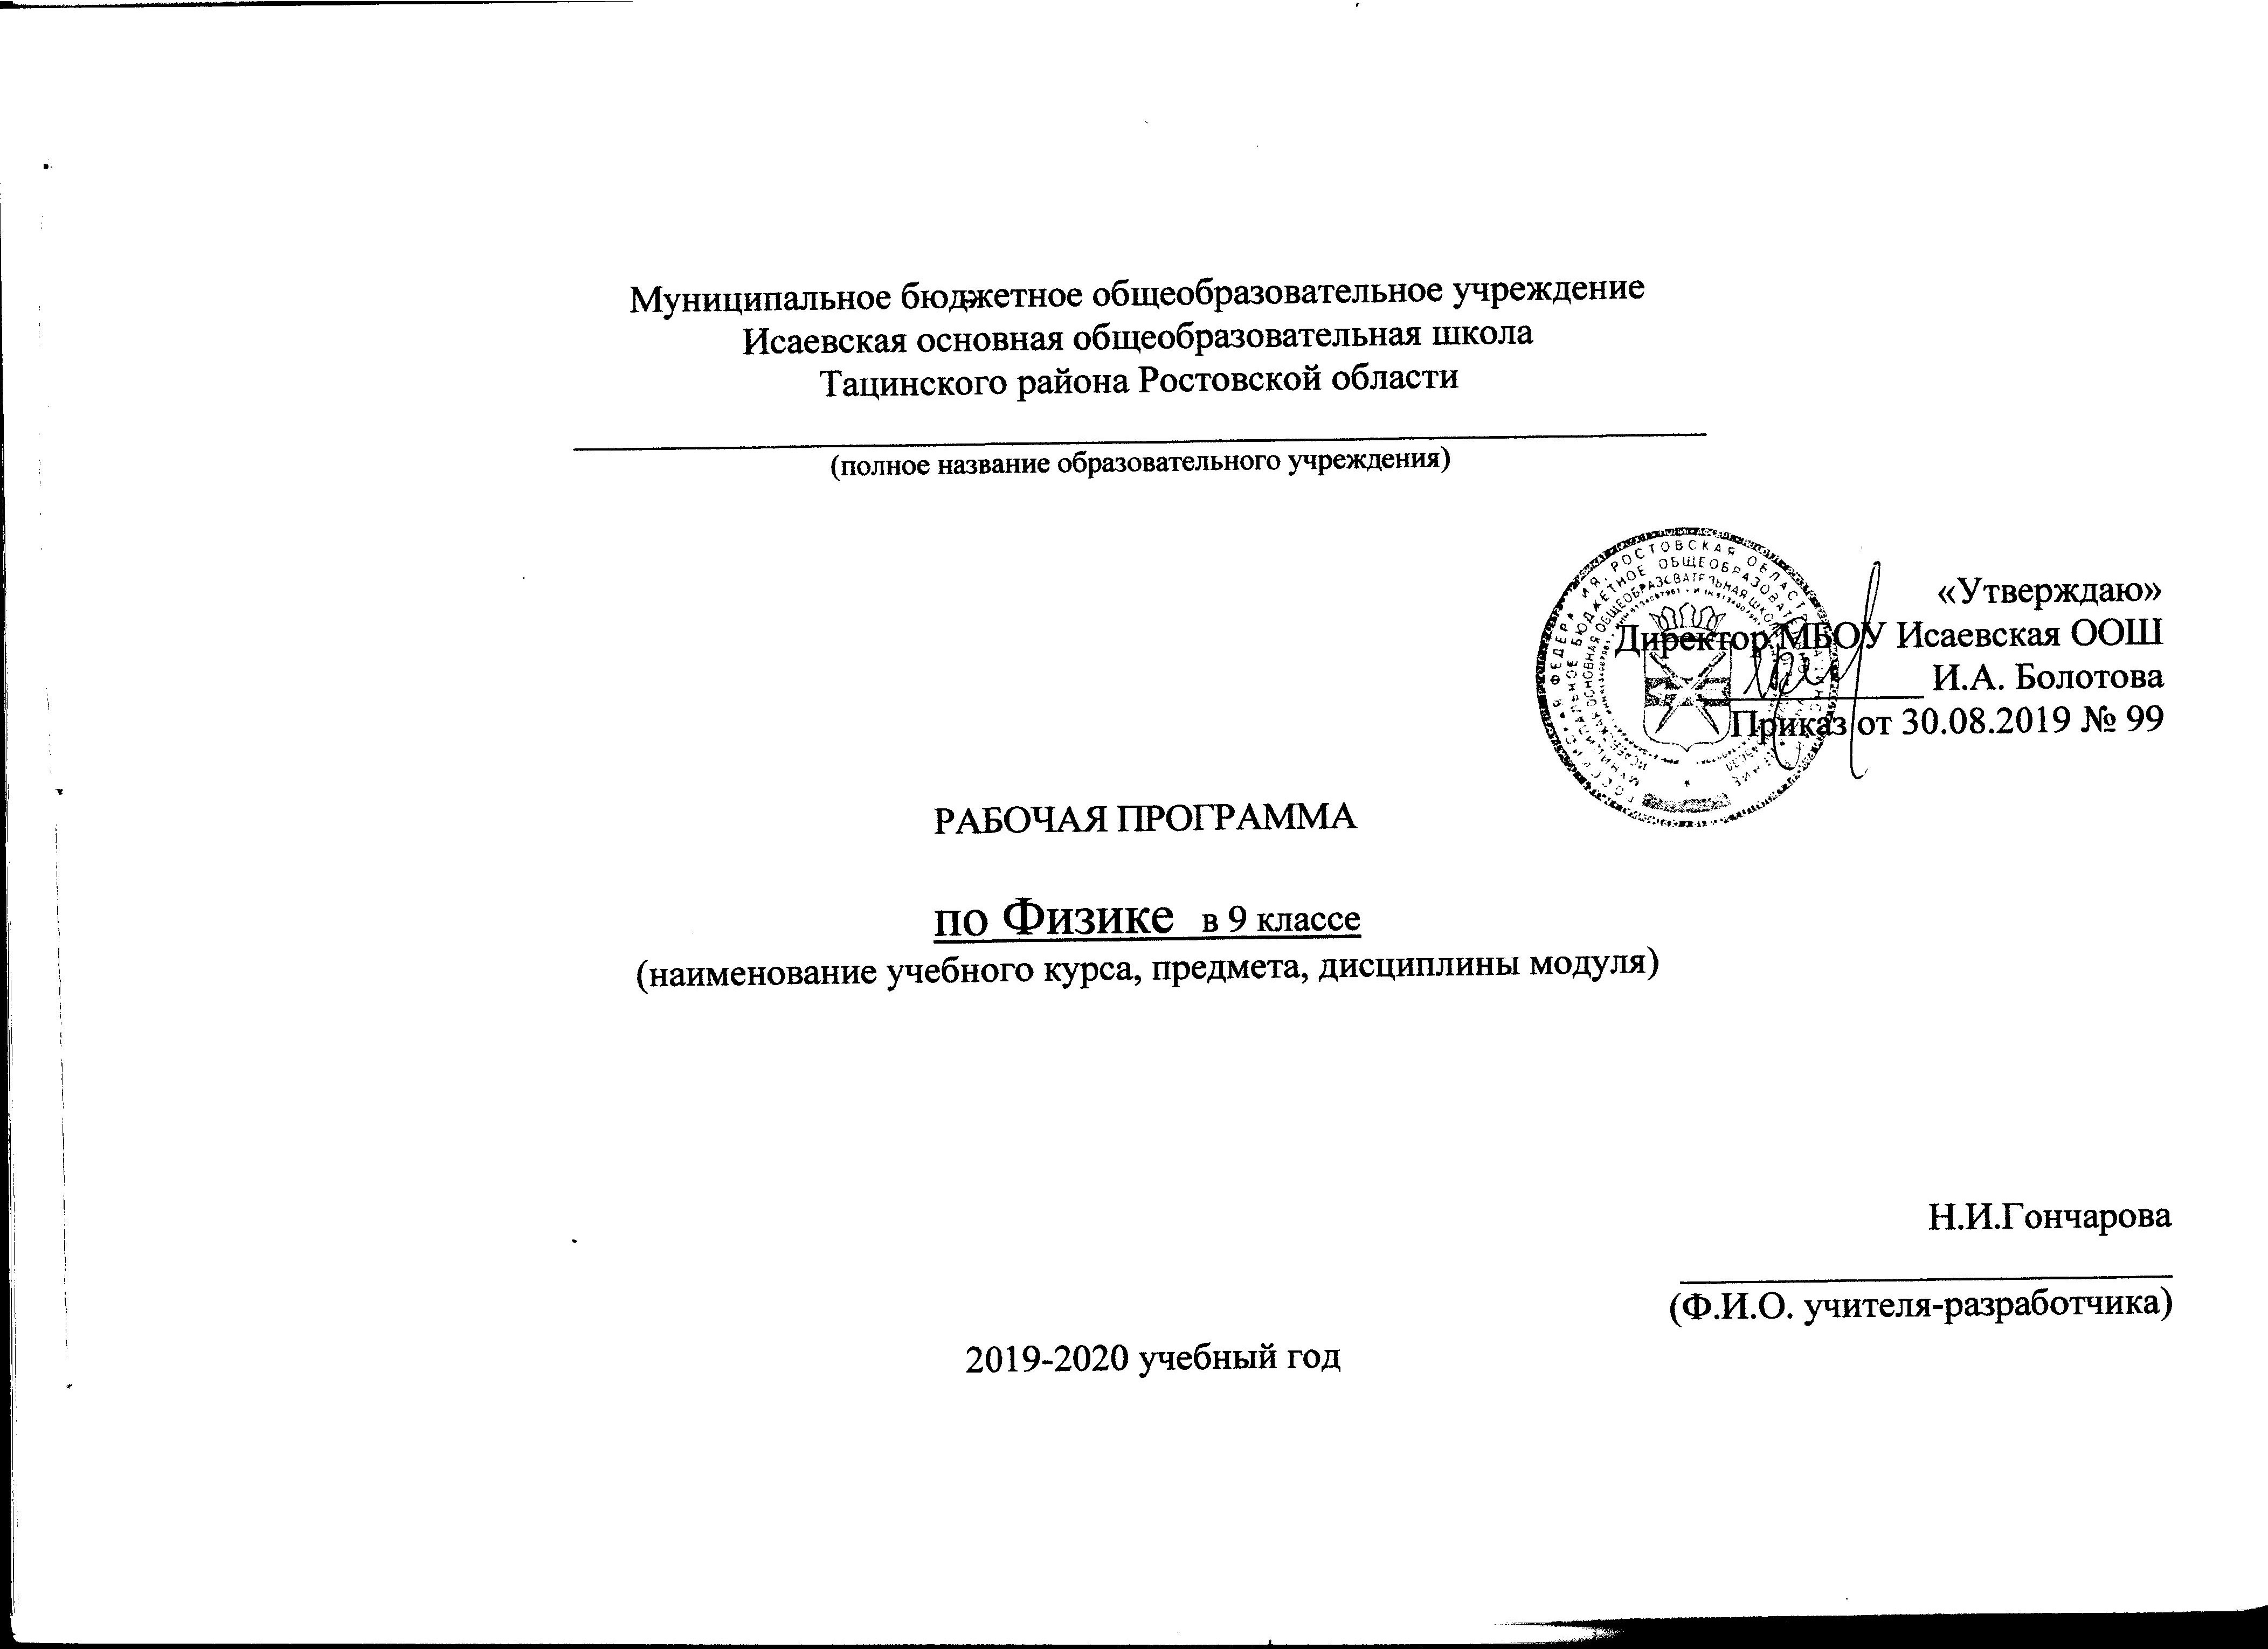 Муниципальное бюджетное общеобразовательное учреждение
Исаевская основная общеобразовательная школа
Тацинского района Ростовской области
(полное название образовательного учреждения)
«Утверждаю»
Директор МБОУ Исаевская ООШ
И.А. Болотова
Приказ от 30.08.2019 № 99
РАБОЧАЯ ПРОГРАММА
по Физике в 9 классе
(наименование учебного курса, предмета, дисциплины модуля)
Н.И.Гончарова
(Ф.И.О. учителя-разработчика)
2019-2020 учебный год